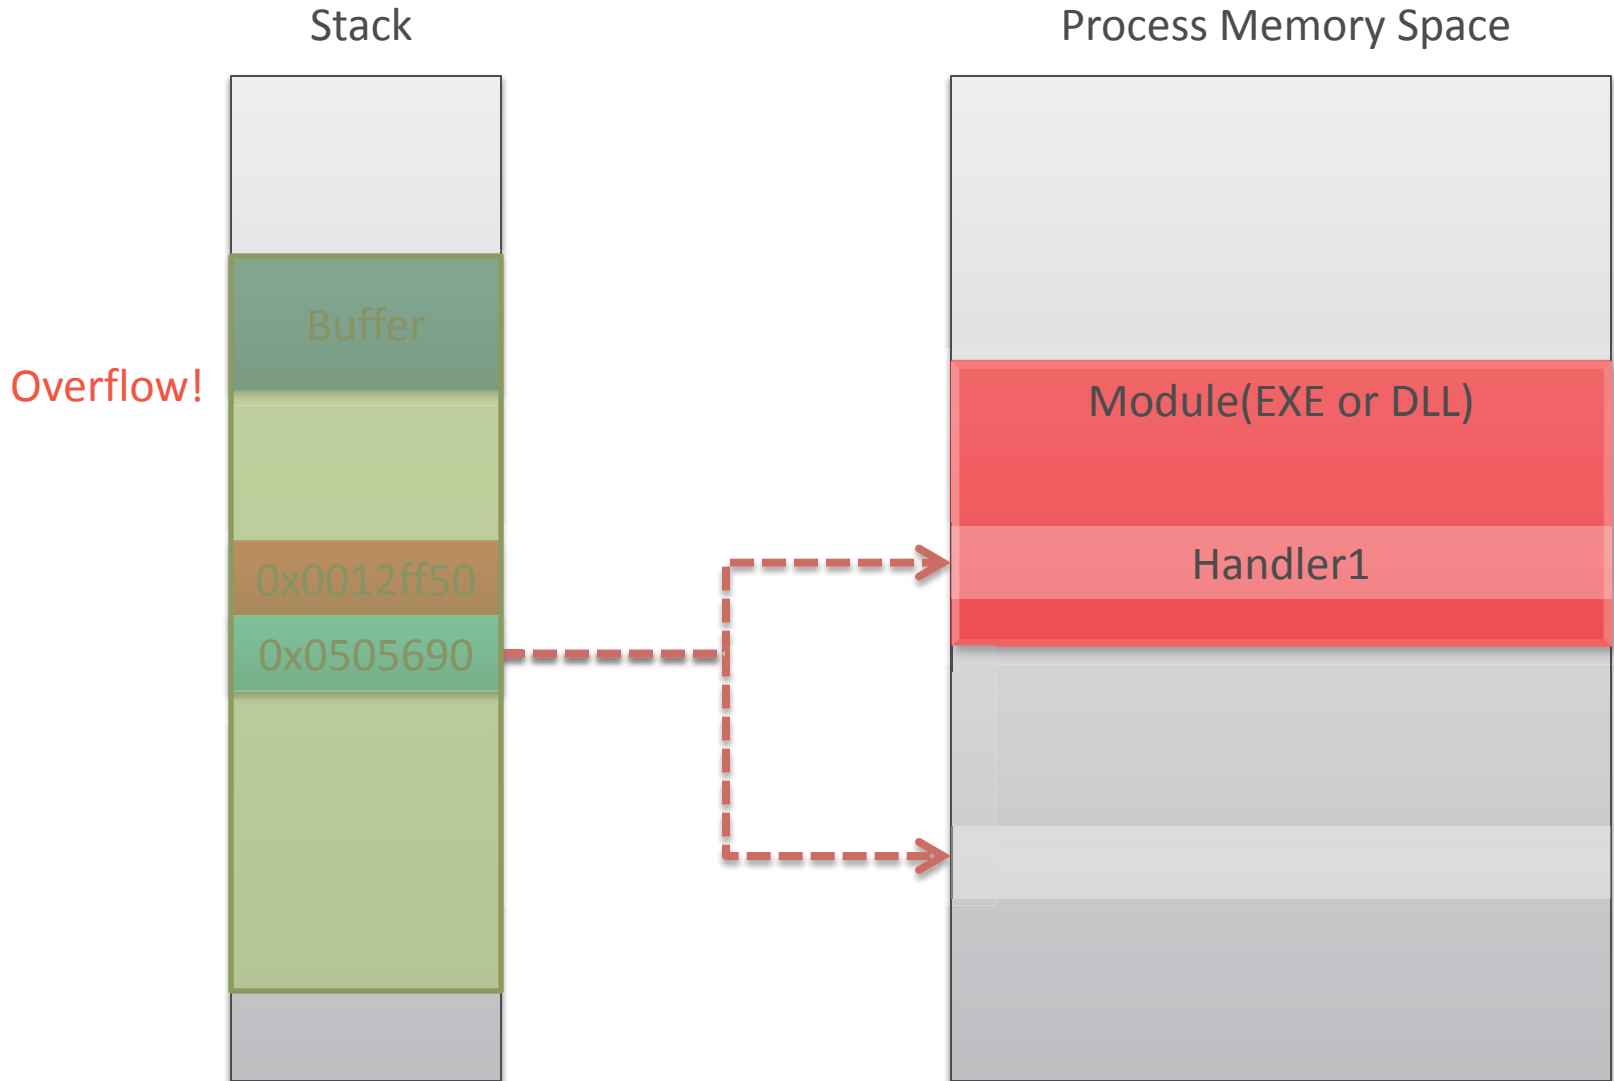 Stack
Process Memory Space
Buffer
Overflow!
Module(EXE or DLL)
Handler1
0x0012ff50
0x0505690